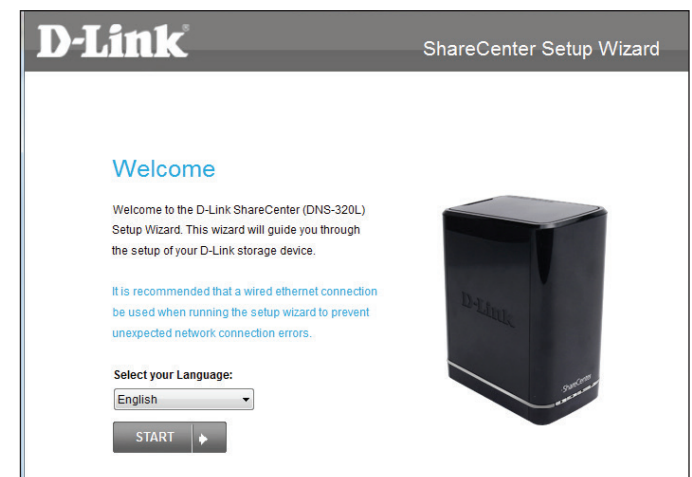 D-Link®
ShareCenter Setup Wizard
Welcome
Welcome to the D-Link ShareCenter (DNS-320L)
Setup Wizard. This wizard will guide you through
the setup of your D-Link storage device.
It is recommended that a wired ethernet connection
be used when running the setup wizard to prevent
unexpected network connection errors.
Select your Language:
English
START
D-Link
ShareCenter